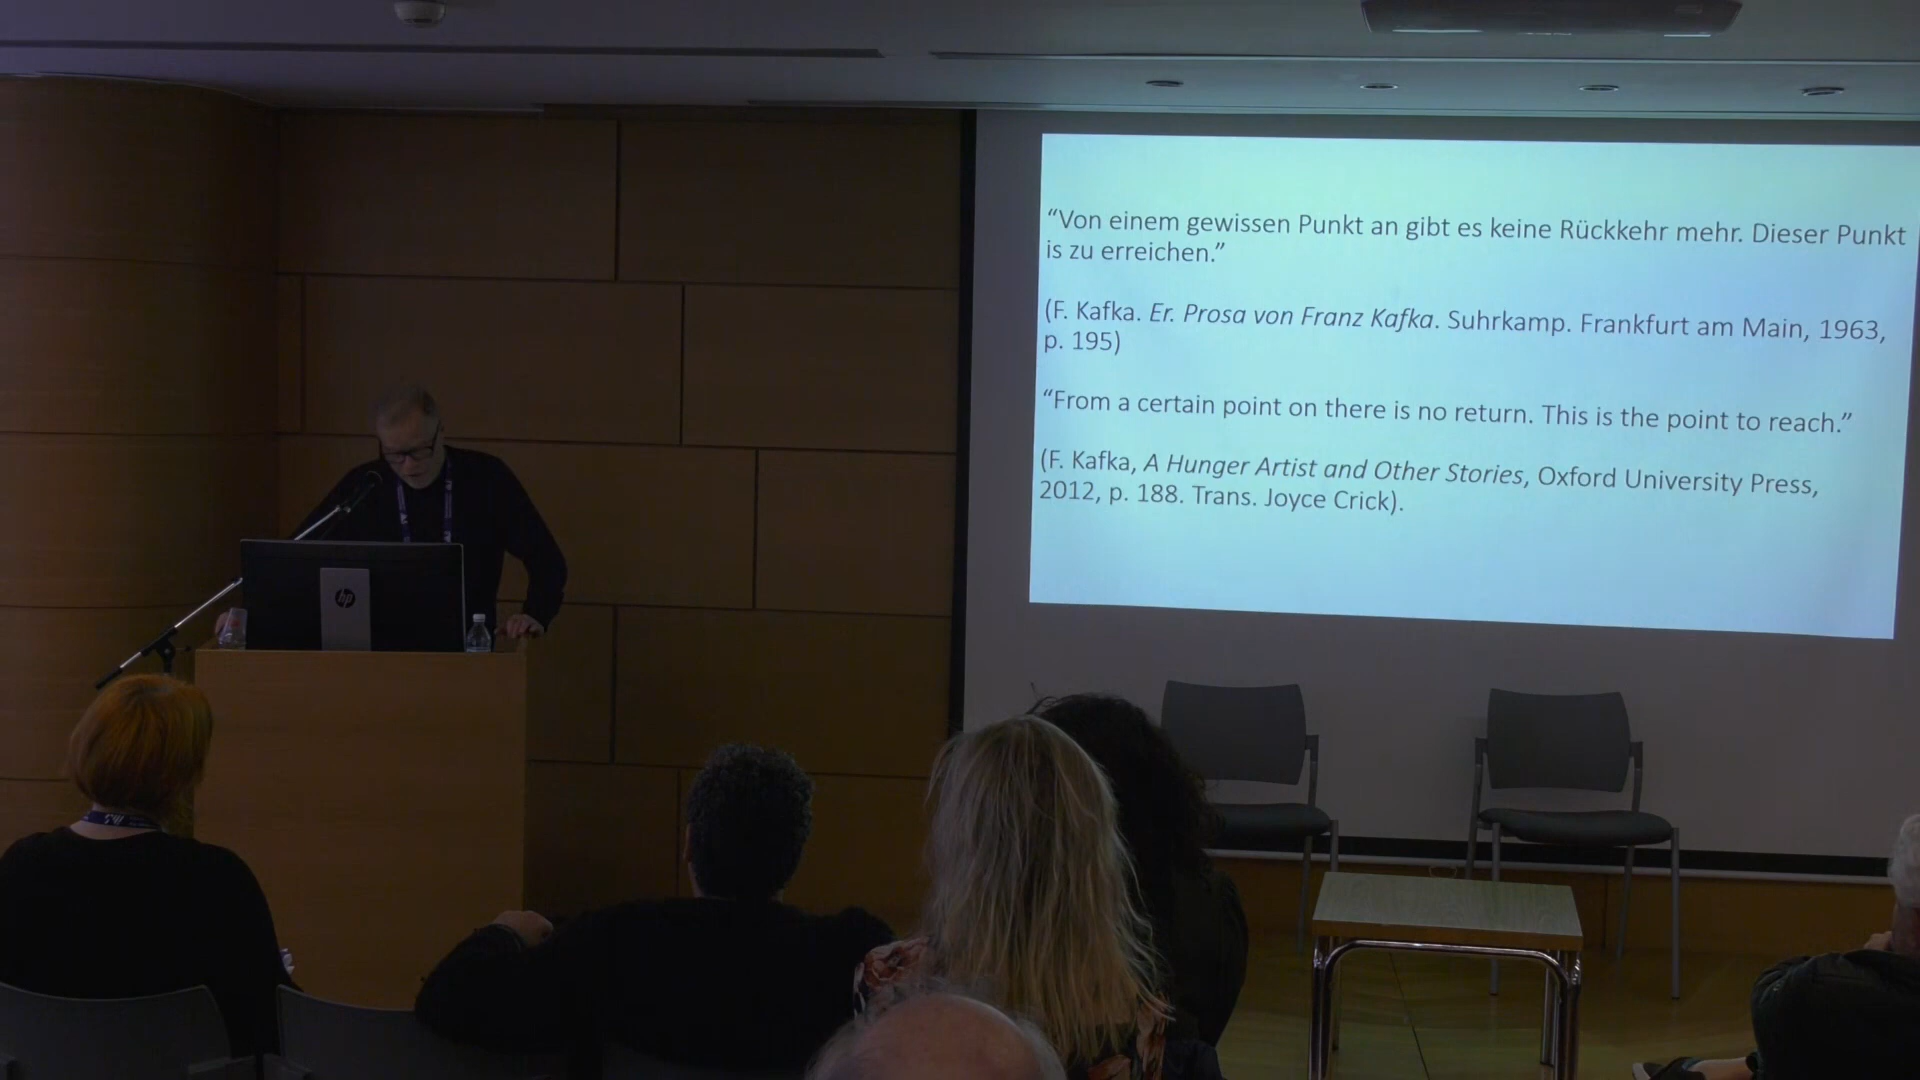 “Von einem gewissen Punkt an gibt es keine Rückkehr mehr. Dieser Punkt
is zu erreichen.”
(F. Kafka. Er. Prosa von Franz Kafka. Suhrkamp. Frankfurt am Main, 1963,
p. 195)
“From a certain point on there is no return. This is the point to reach.”
(F. Kafka, A Hunger Artist and Other Stories, Oxford University Press,
2012, p. 188. Trans. Joyce Crick).
hp